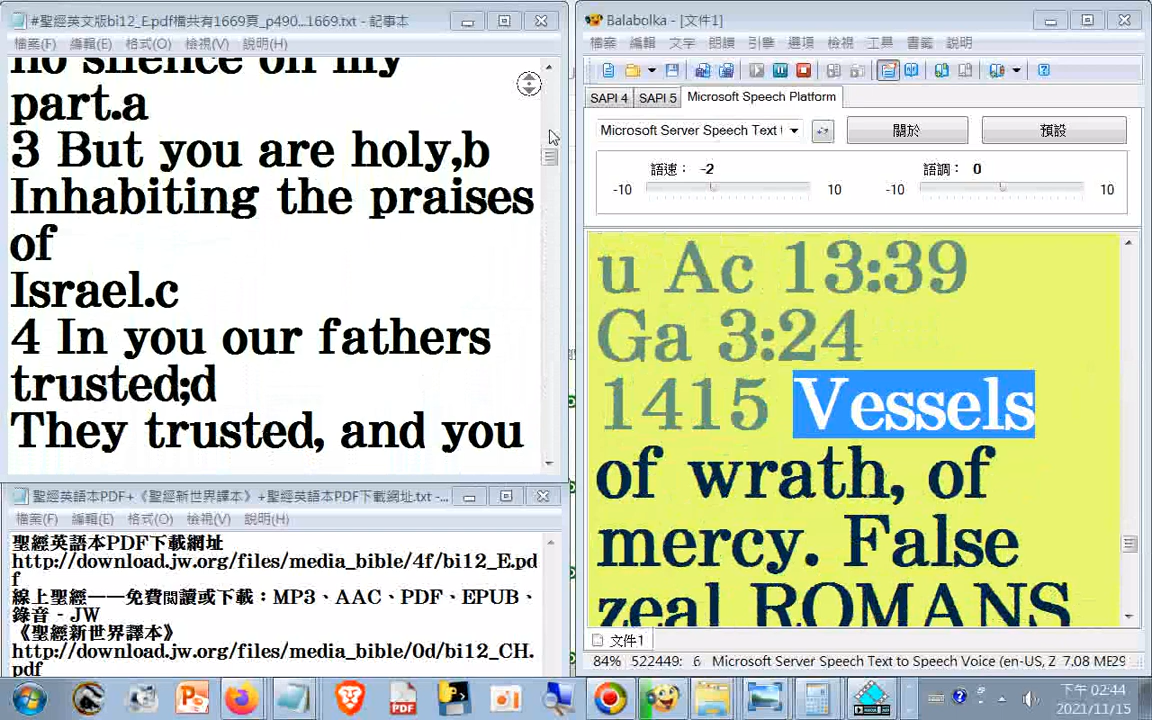 #聖經英文版bi12_E.pdf檔共有1669頁_p490...1669.txt - 記事本
檔案(F) 編輯(E) 格式(O) 檢視(V) 說明(H)
no silence on my
part.a
3 But you are holy,b
Inhabiting the praises
of
Israel.c
4 In you our fathers
trusted;d
They trusted, and you
聖經英語本PDF+《聖經新世界譯本》+聖經英語本PDF下載網址.txt - ...
檔案(F) 編輯(E) 格式(O) 檢視(V) 說明(H)
聖經英語本PDF下載網址
http://download.jw.org/files/media_bible/4f/bi12_E.pd
f
線上聖經——免費閱讀或下載：MP3、AAC、PDF、EPUB、
錄音 - JW
《聖經新世界譯本》
http://download.jw.org/files/media_bible/0d/bi12_CH.
pdf
Balabolka - [文件1]
檔案 編輯 文字 朗讀 引擎 選項 檢視 工具 書籤 說明
SAPI 4 SAPI 5 Microsoft Speech Platform
Microsoft Server Speech Text 關於 預設
語速： -2 語調： 0
-10 10 -10 10
u Ac 13:39
Ga 3:24
1415 Vessels
of wrath, of
mercy. False
zeal ROMANS
文件1
84% 522449: 6 Microsoft Server Speech Text to Speech Voice (en-US, Z 7.08 ME29
下午 02:44
2021/11/15